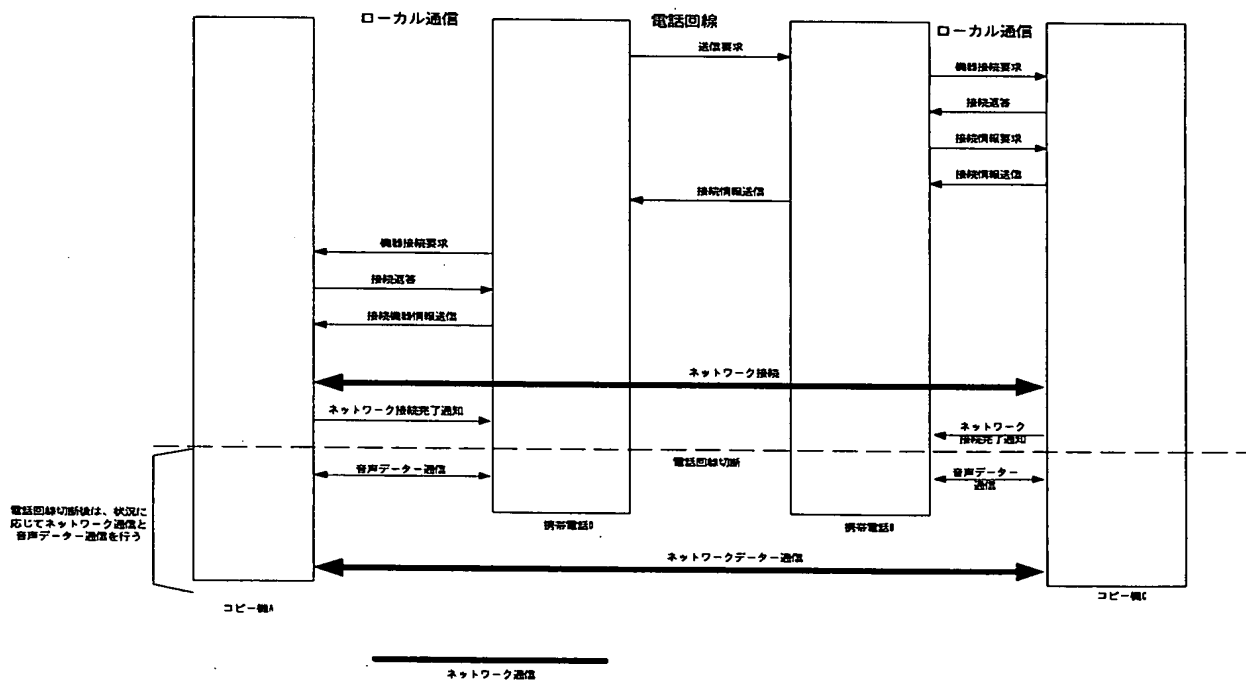 ローカル通信
電話回線
ローカル通信
送信要求
機器接続要求
接続返答
接続情報要求
接続情報送信
接続情報送信
機器接続要求
接続返答
接続機器情報送信
ネットワーク接続
ネットワーク接続完了通知
ネットワーク
接続完了通知
電話回線切断
音声データー通信
音声データー
通信
電話回線切断後は、状況に
応じてネットワーク通信と
音声データー通信を行う
携帯電話D
携帯電話B
ネットワークデーター通信
コピー機A
コピー機C
ネットワーク通信